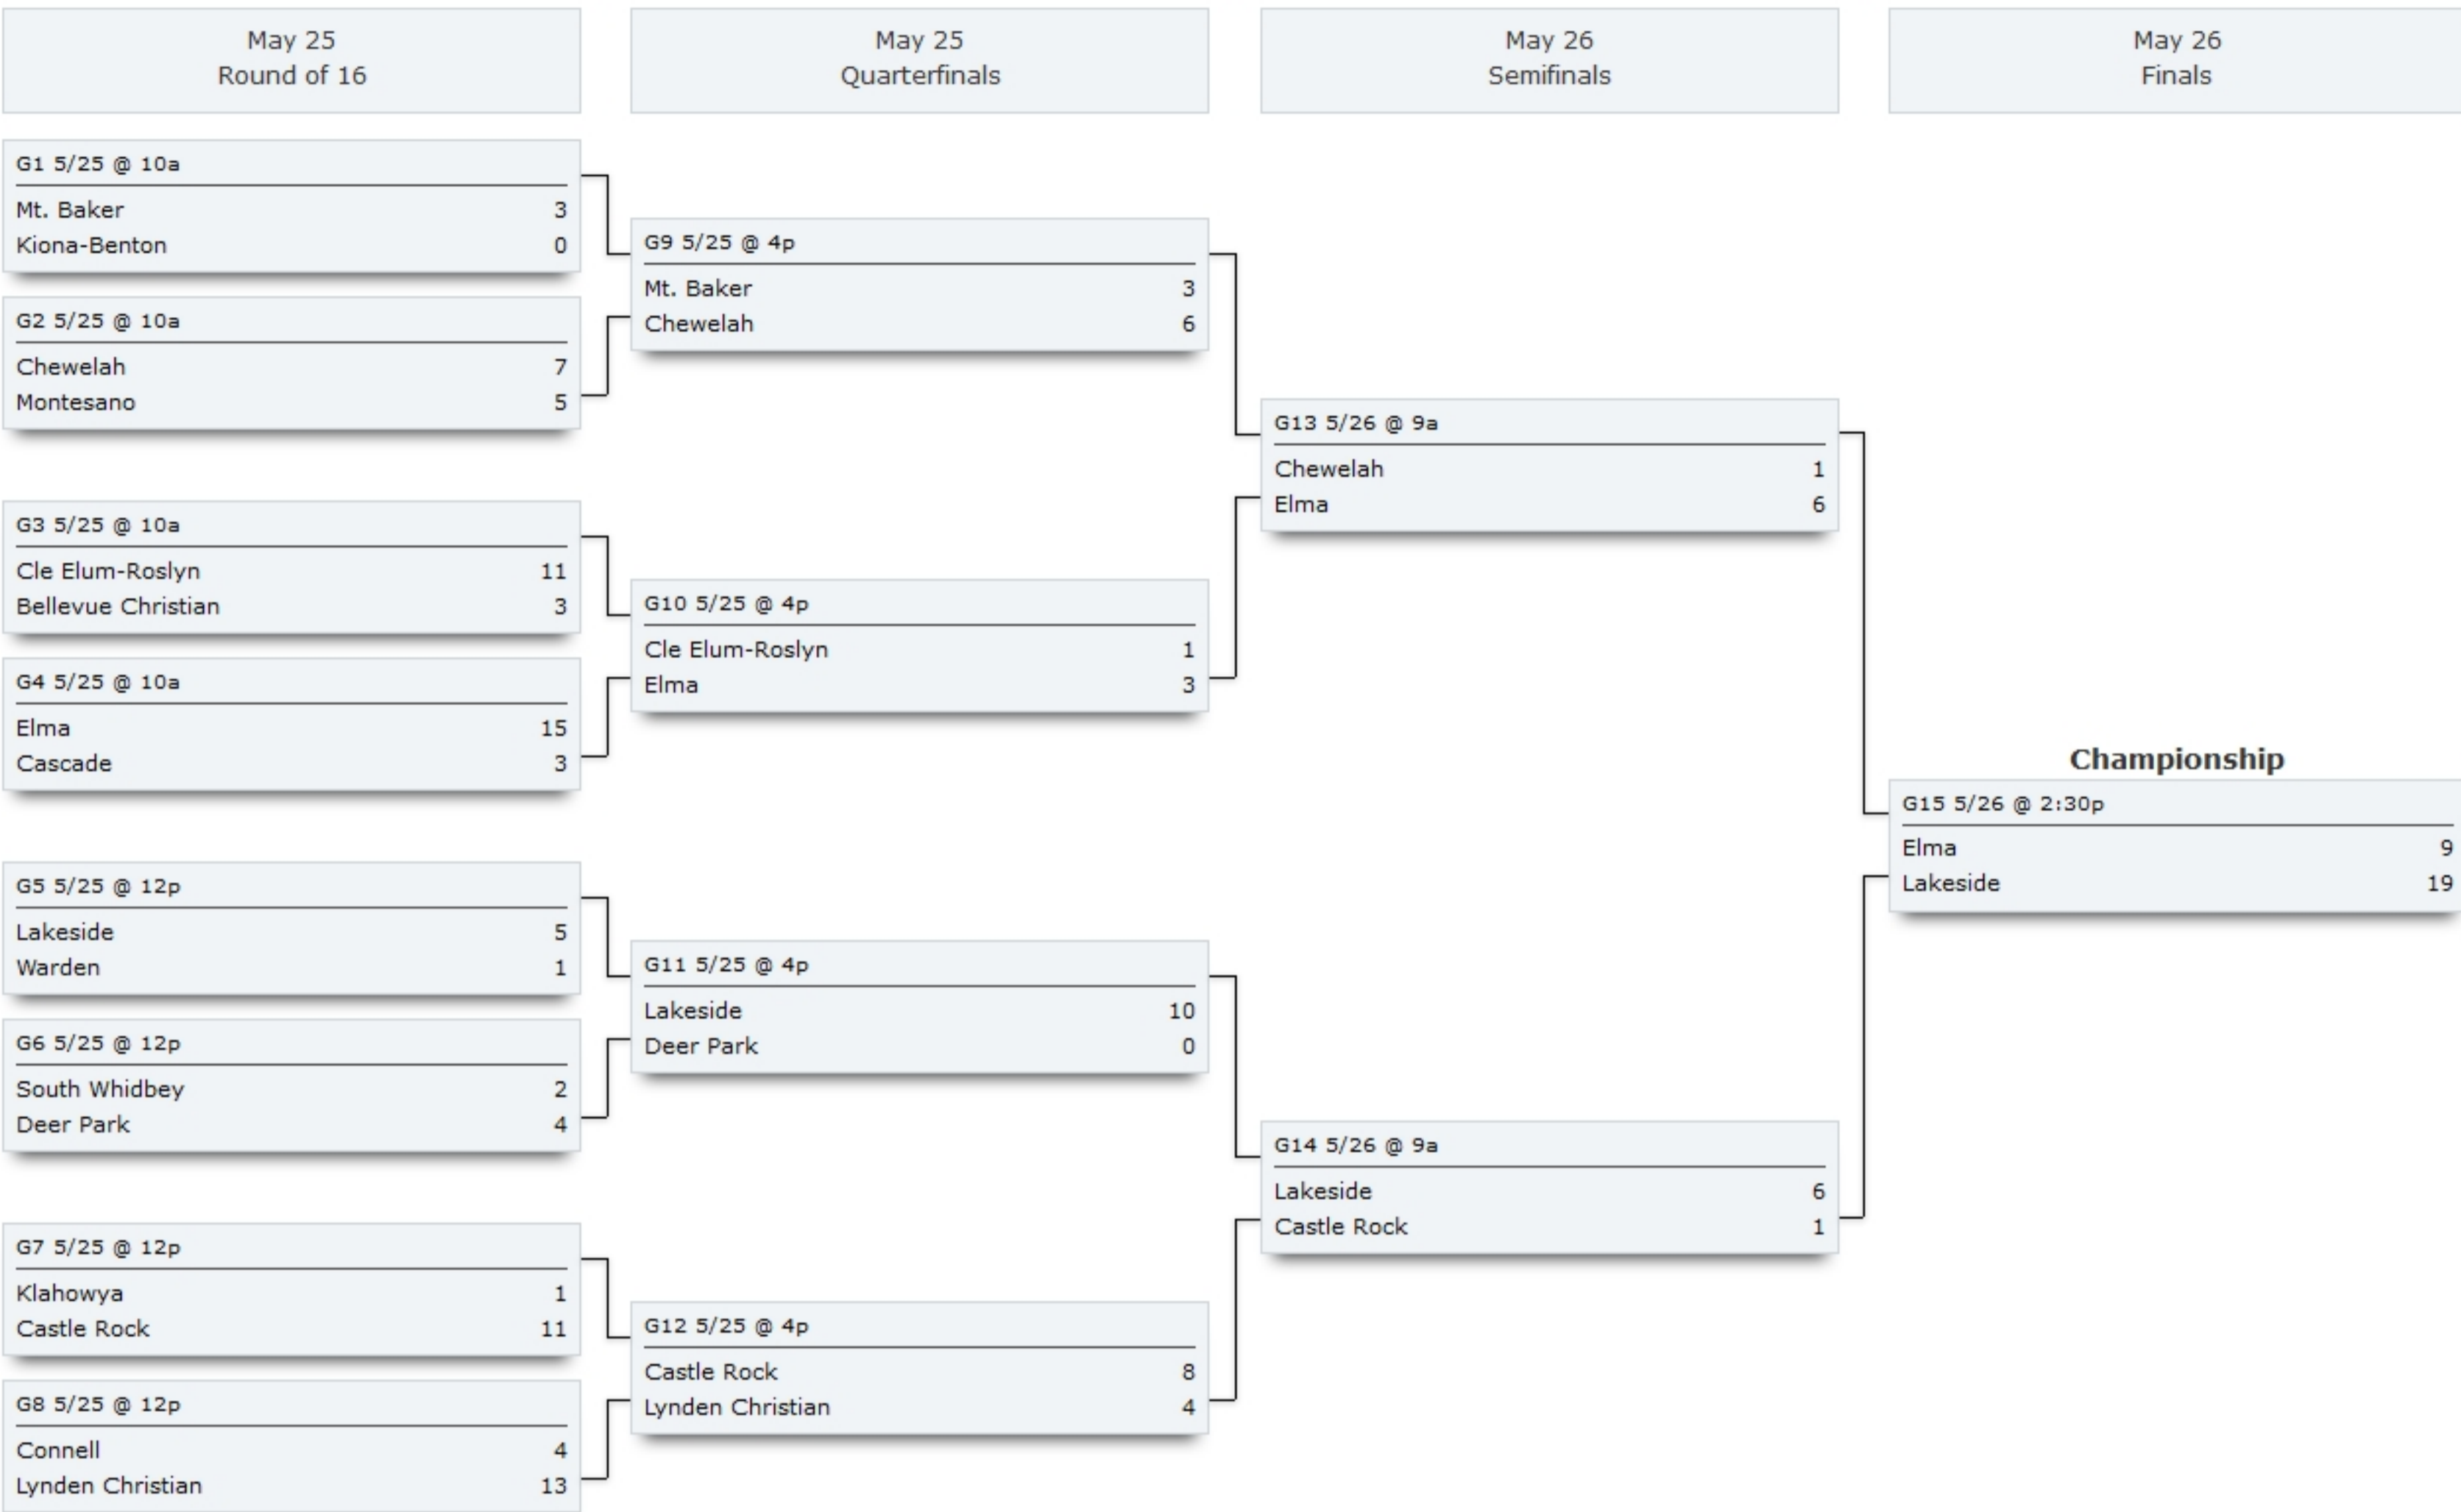 May 25
Round of 16
May 25
Quarterfinals
May 26
Semifinals
May 26
Finals
G1 5/25 @ 10a
Mt. Baker 3
Kiona-Benton 0
G2 5/25 @ 10a
Chewelah 7
Montesano 5
G3 5/25 @ 10a
Cle Elum-Roslyn 11
Bellevue Christian 3
G4 5/25 @ 10a
Elma 15
Cascade 3
G5 5/25 @ 12p
Lakeside 5
Warden 1
G6 5/25 @ 12p
South Whidbey 2
Deer Park 4
G7 5/25 @ 12p
Klahowya 1
Castle Rock 11
G8 5/25 @ 12p
Connell 4
Lynden Christian 13
G9 5/25 @ 4p
Mt. Baker 3
Chewelah 6
G10 5/25 @ 4p
Cle Elum-Roslyn 1
Elma 3
G11 5/25 @ 4p
Lakeside 10
Deer Park 0
G12 5/25 @ 4p
Castle Rock 8
Lynden Christian 4
G13 5/26 @ 9a
Chewelah 1
Elma 6
G14 5/26 @ 9a
Lakeside 6
Castle Rock 1
Championship
G15 5/26 @ 2:30p
Elma 9
Lakeside 19